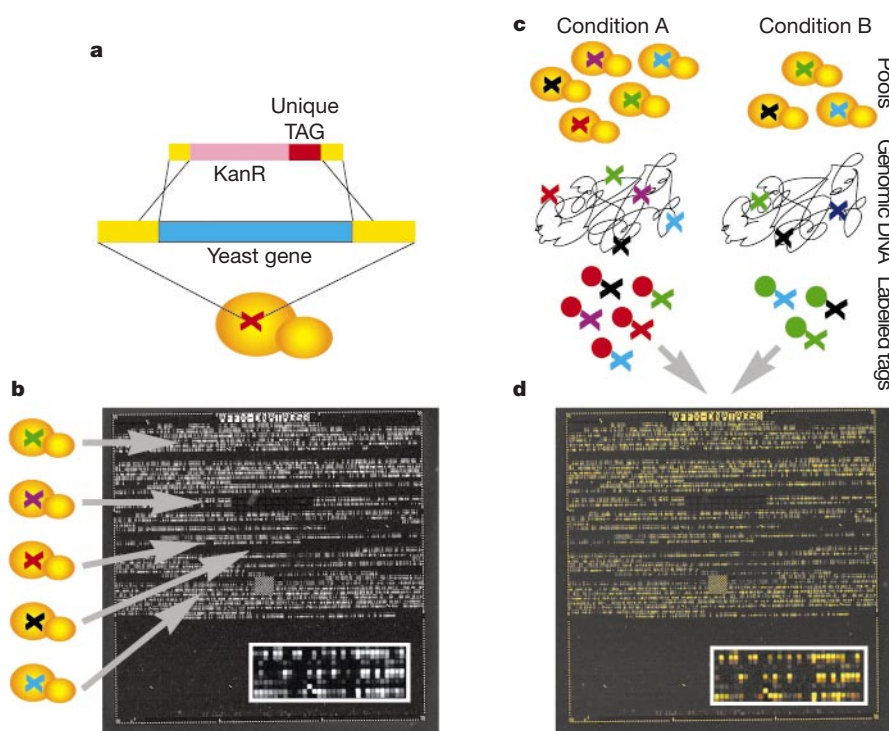 a
Unique
TAG
KanR
Yeast gene
b
c
Condition A
Condition B
Pools
Genomic DNA
Labelled tags
d